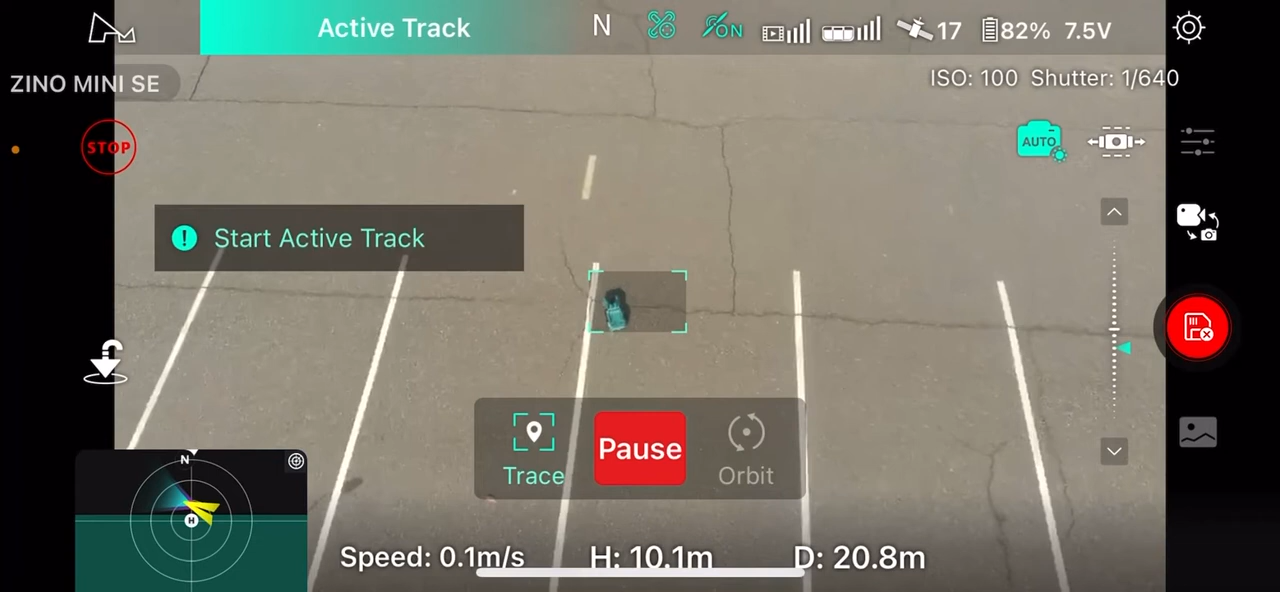 Active Track
N
ON
17
82% 7.5V
ZINO MINI SE
ISO: 100 Shutter: 1/640
STOP
AUTO
Start Active Track
Pause
Trace
Orbit
N
H
Speed: 0.1m/s H: 10.1m D: 20.8m